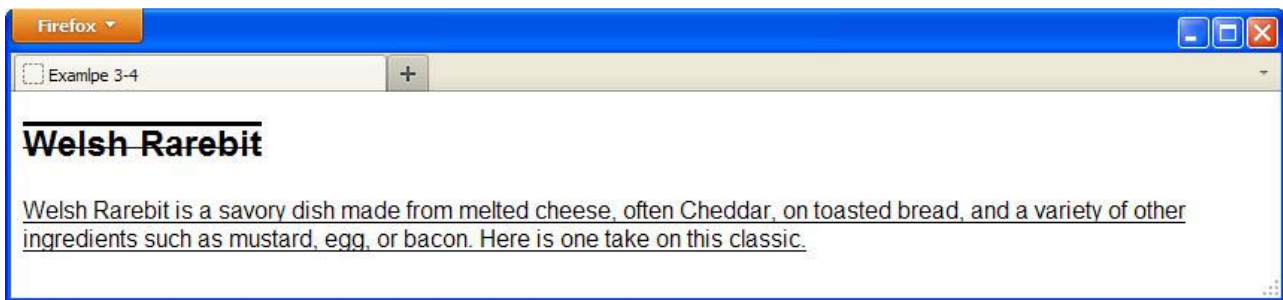 Firefox
Examlpe 3-4
Welsh Rarebit
Welsh Rarebit is a savory dish made from melted cheese, often Cheddar, on toasted bread, and a variety of other
ingredients such as mustard, egg, or bacon. Here is one take on this classic.